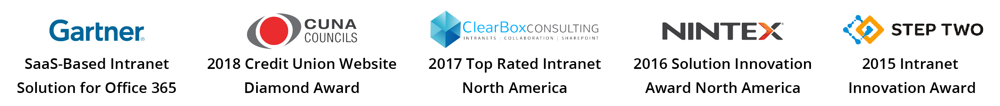 Gartner®
SaaS-Based Intranet
Solution for Office 365
CUNA
COUNCILS
2018 Credit Union Website
Diamond Award
ClearBoxCONSULTING
INTRANETS | COLLABORATION | SHAREPOINT
2017 Top Rated Intranet
North America
NINTEX®
2016 Solution Innovation
Award North America
STEP TWO
2015 Intranet
Innovation Award